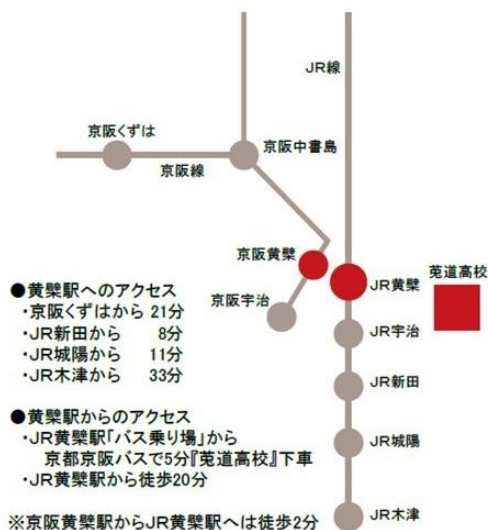 JR線
京阪くずは
京阪中書島
京阪線
京阪黄檗
莵道高校
JR黄檗
京阪宇治
JR宇治
JR新田
JR城陽
JR木津
●黄檗駅へのアクセス
・京阪くずはから 21分
・JR新田から 8分
・JR城陽から 11分
・JR木津から 33分
●黄檗駅からのアクセス
・JR黄檗駅「バス乗り場」から
京都京阪バスで5分『莵道高校』下車
・JR黄檗駅から徒歩20分
※京阪黄檗駅からJR黄檗駅へは徒歩2分